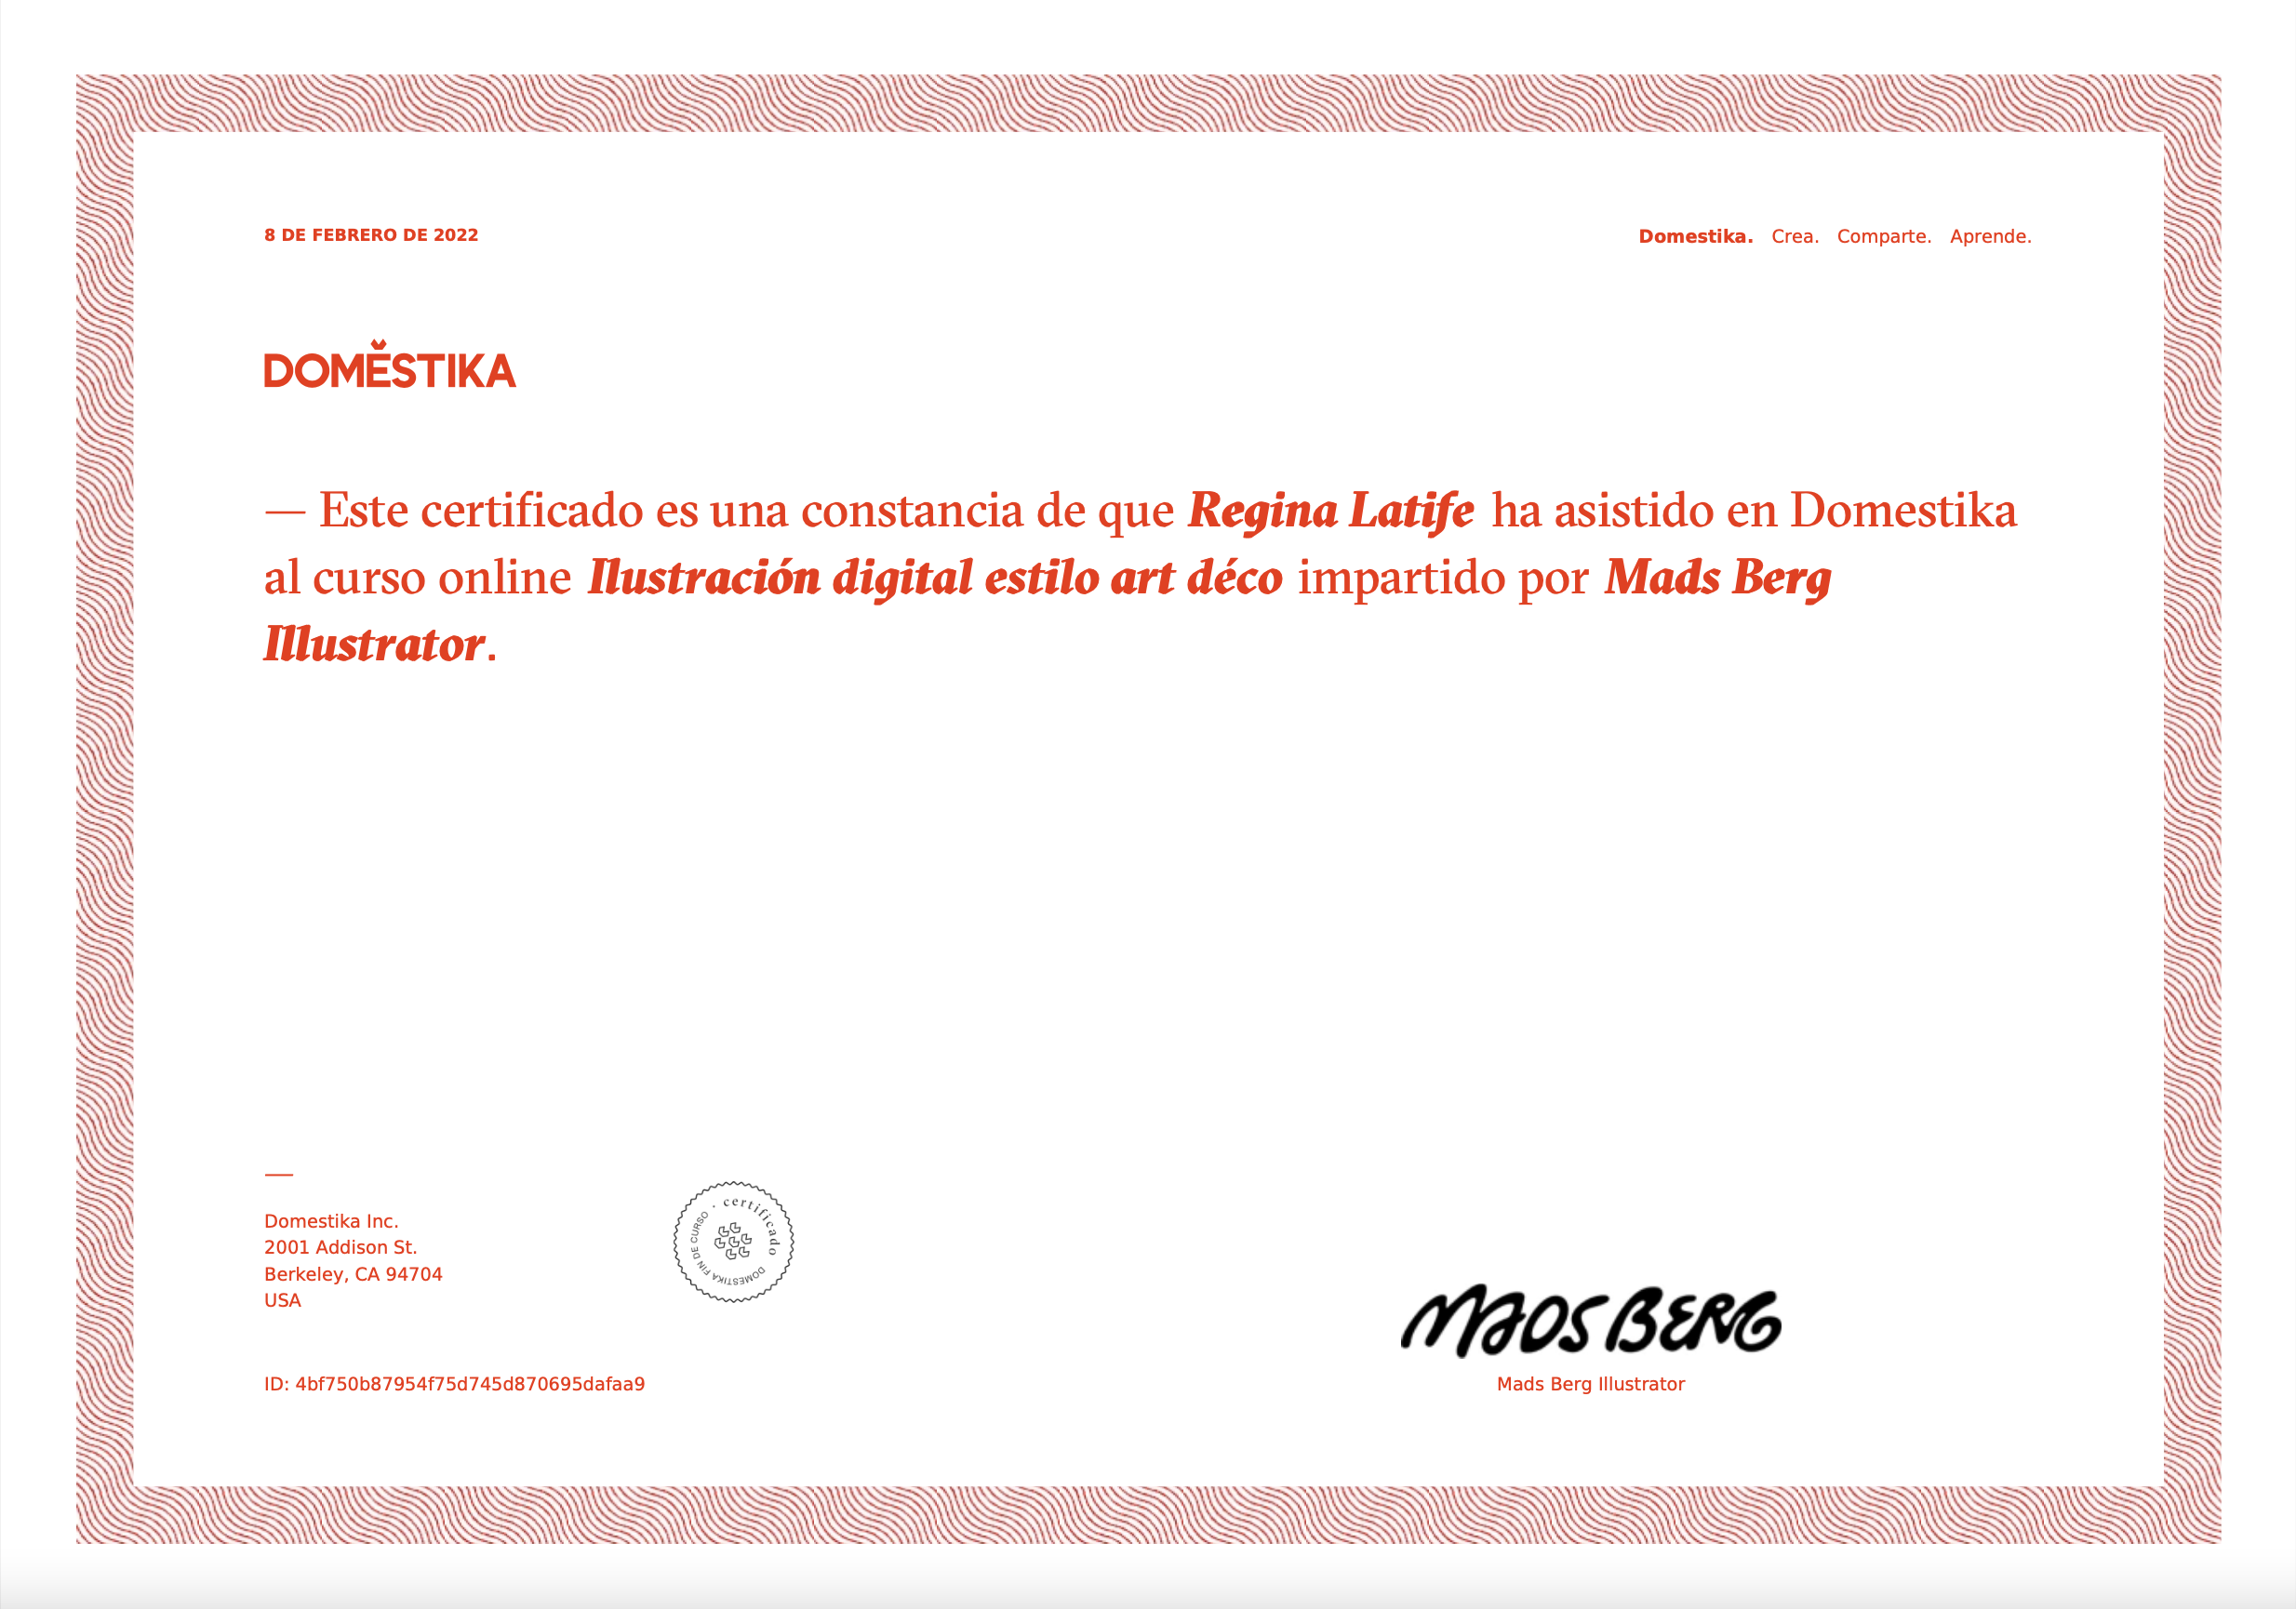 8 DE FEBRERO DE 2022
Domestika. Crea. Comparte. Aprende.
DOMĔSTIKA
— Este certificado es una constancia de que Regina Latife ha asistido en Domestika
al curso online Ilustración digital estilo art déco impartido por Mads Berg
Illustrator.
—
Domestika Inc.
2001 Addison St.
Berkeley, CA 94704
USA
· certificado
DOMESTIKA FIN DE CURSO
MADS BERG
ID: 4bf750b87954f75d745d870695dafaa9
Mads Berg Illustrator